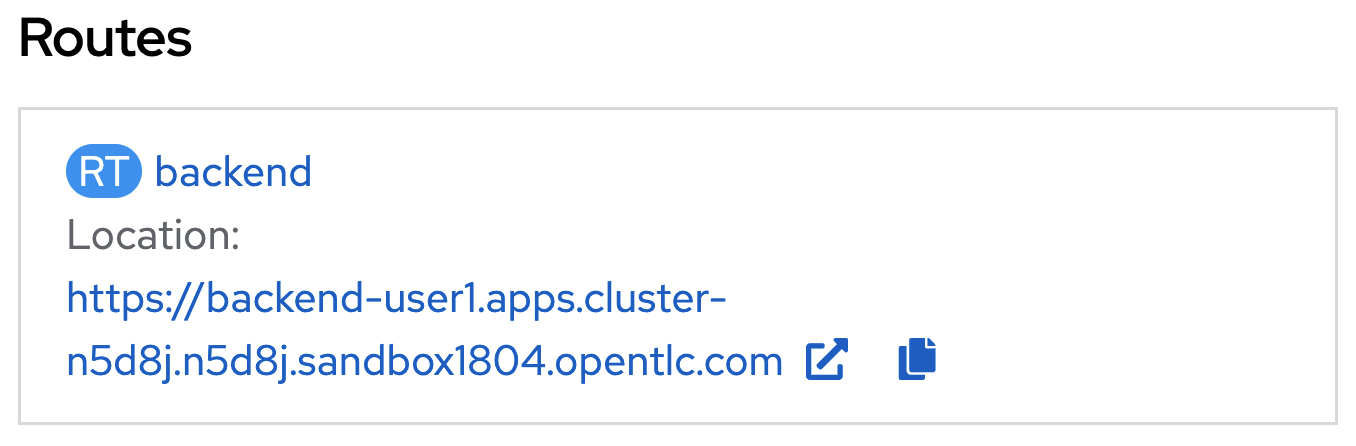 Routes
RT backend
Location:
https://backend-user1.apps.cluster-
n5d8j.n5d8j.sandbox1804.opentlc.com